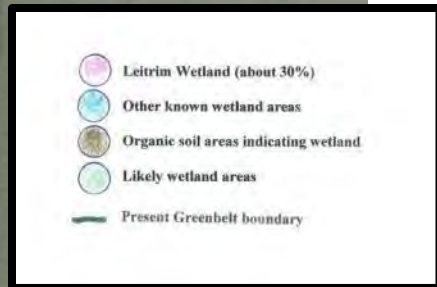 Leitrim Wetland (about 30%)
Other known wetland areas
Organic soil areas indicating wetland
Likely wetland areas
Present Greenbelt boundary